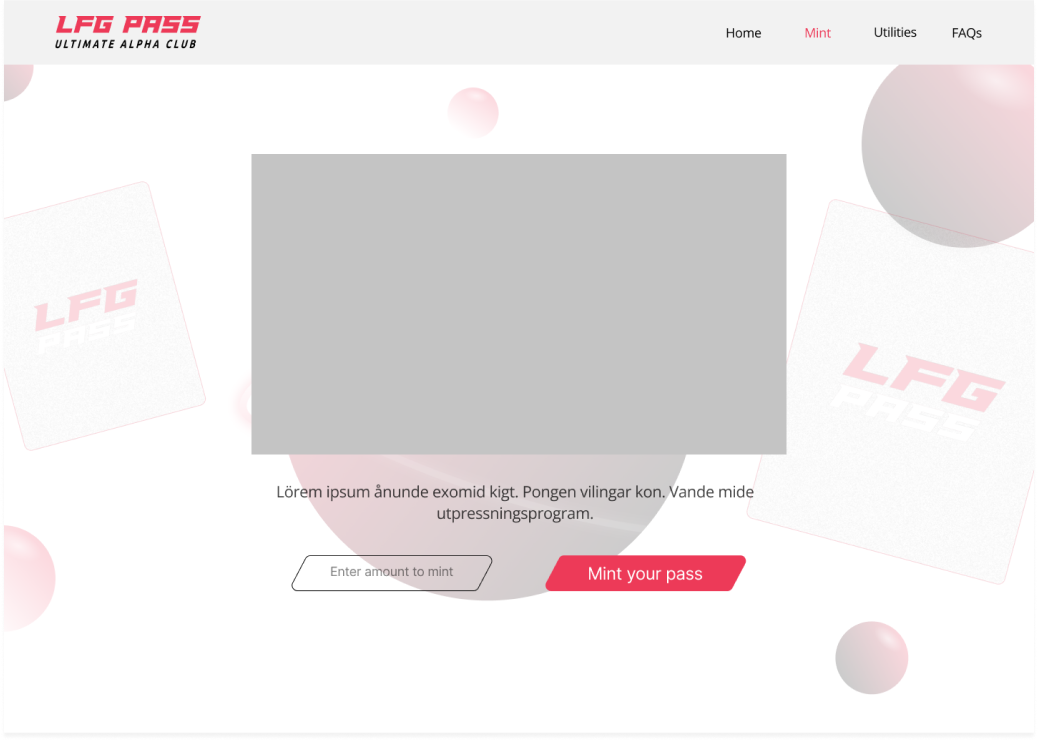 LFG PASS
ULTIMATE ALPHA CLUB
Home
Mint
Utilities
FAQs
LFG
PASS
LFG
PASS
Lörem ipsum ånunde exomid kigt. Pongen vilingar kon. Vande mide
utpressningsprogram.
Enter amount to mint
Mint your pass